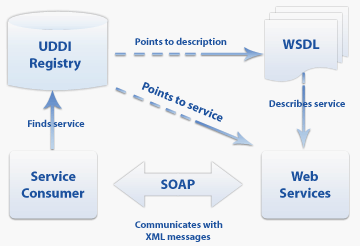 UDDI
Registry
Points to description
WSDL
Points to service
Finds service
Describes service
Service
Consumer
SOAP
Web
Services
Communicates with
XML messages